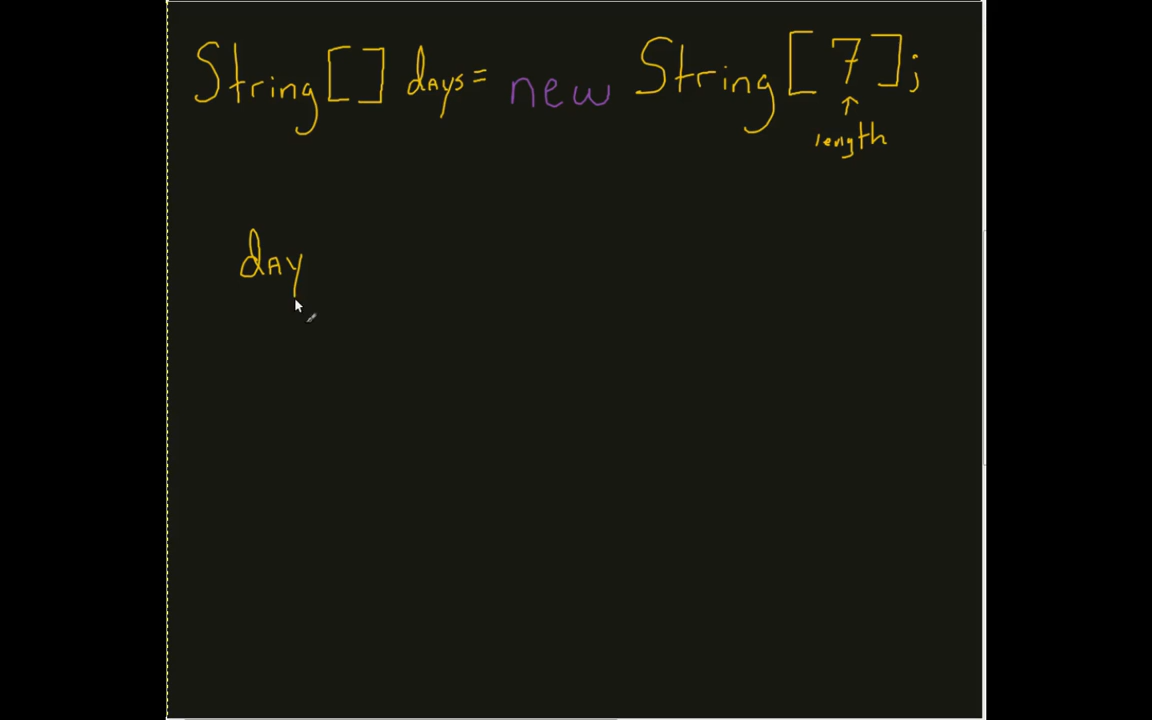 String[] days = new String[7];
↑
length
day